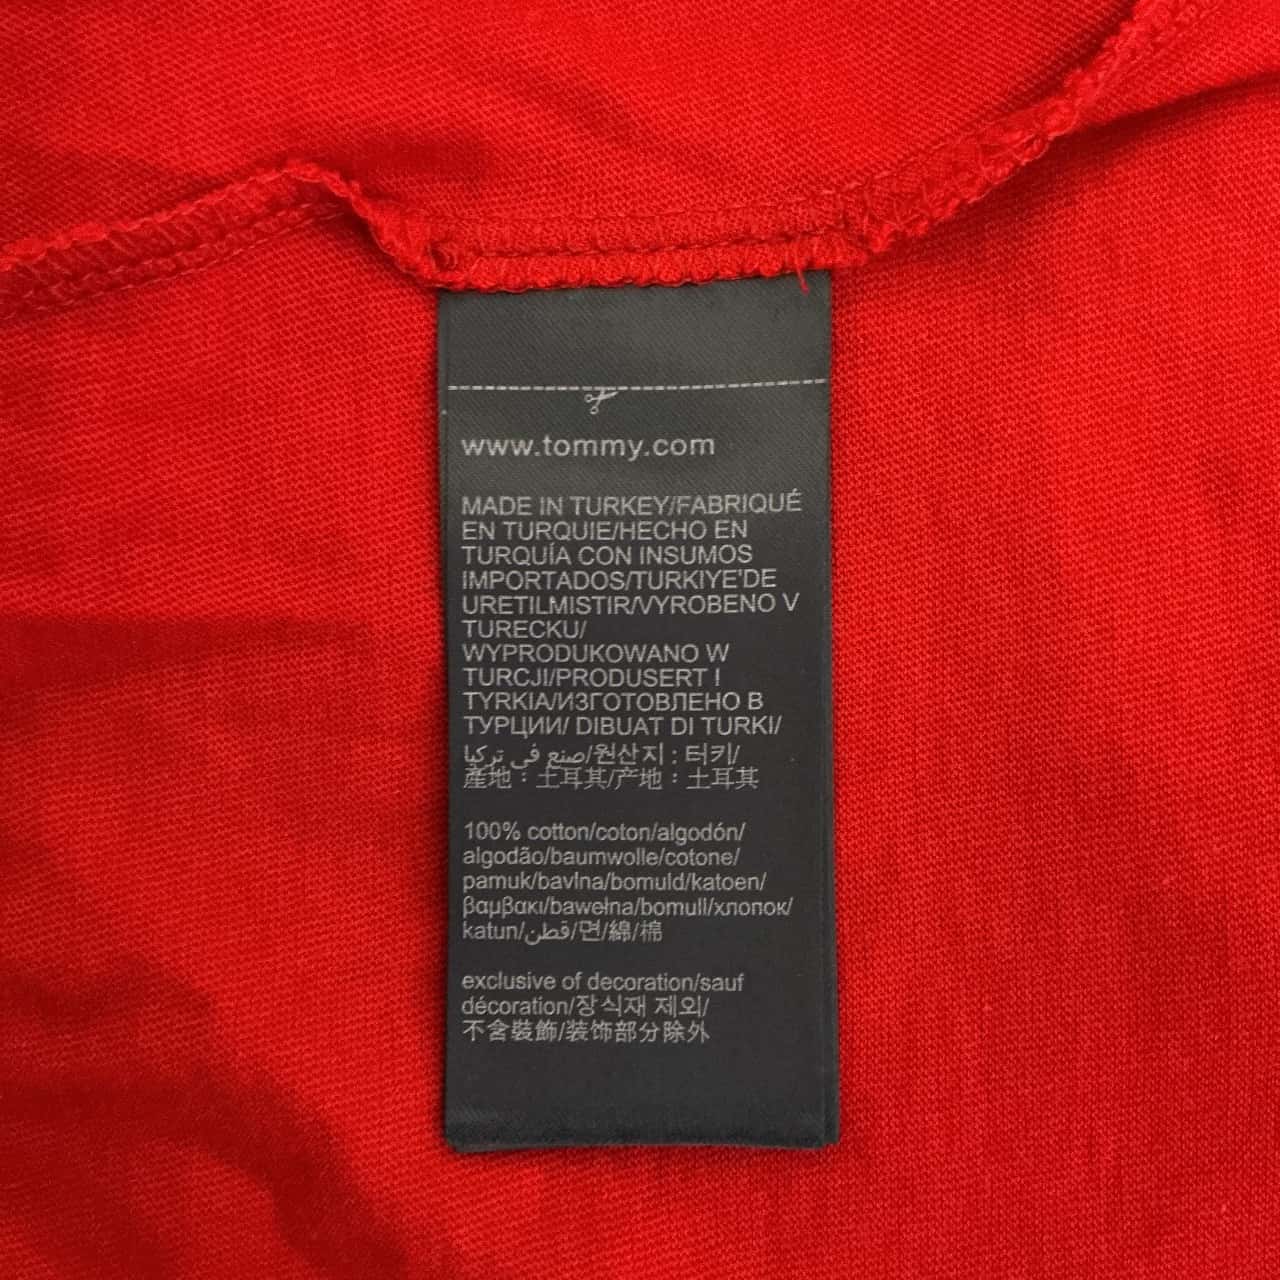 www.tommy.com
MADE IN TURKEY/FABRIQUÉ
EN TURQUIE/HECHO EN
TURQUÍA CON INSUMOS
IMPORTADOS/TURKIYE'DE
URETILMISTIR/VYROBENO V
TURECKU/
WYPRODUKOWANO W
TURCJI/PRODUSERT I
TYRKIA/ИЗГОТОВЛЕНО В
ТУРЦИИ/ DIBUAT DI TURKI/
صنع في تركيا/원산지 : 터키/
產地：土耳其/产地：土耳其
100% cotton/coton/algodón/
algodão/baumwolle/cotone/
pamuk/bavlna/bomuld/katoen/
βαμβακι/bawełna/bomull/хлопок/
katun/قطن/면/綿/棉
exclusive of decoration/sauf
décoration/장식재 제외/
不含裝飾/装饰部分除外